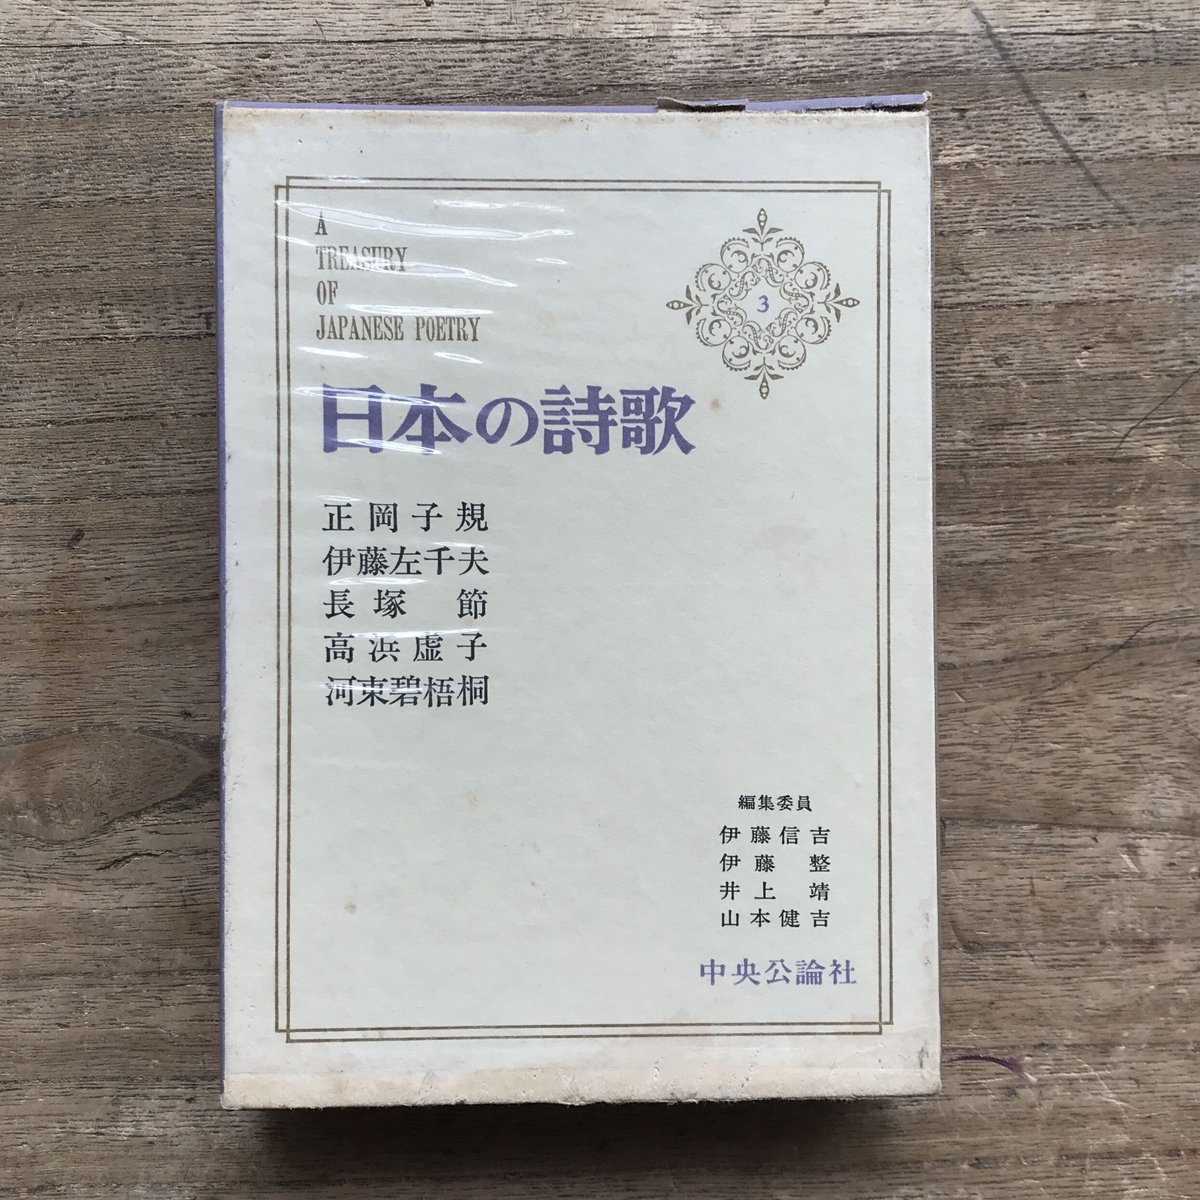 A
TREASURY
OF
JAPANESE POETRY
3
日本の詩歌
正岡子規
伊藤左千夫
長塚節
高浜虚子
河東碧梧桐
編集委員
伊藤信吉
伊藤整
井上靖
山本健吉
中央公論社